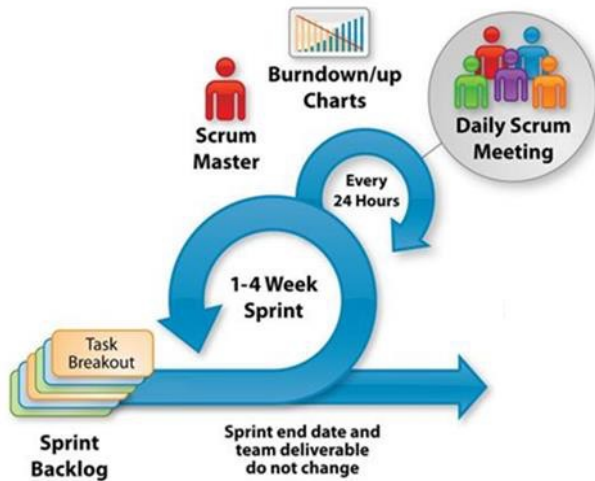 Burndown/up
Charts
Scrum
Master
Daily Scrum
Meeting
Every
24 Hours
1-4 Week
Sprint
Task
Breakout
Sprint
Backlog
Sprint end date and
team deliverable
do not change